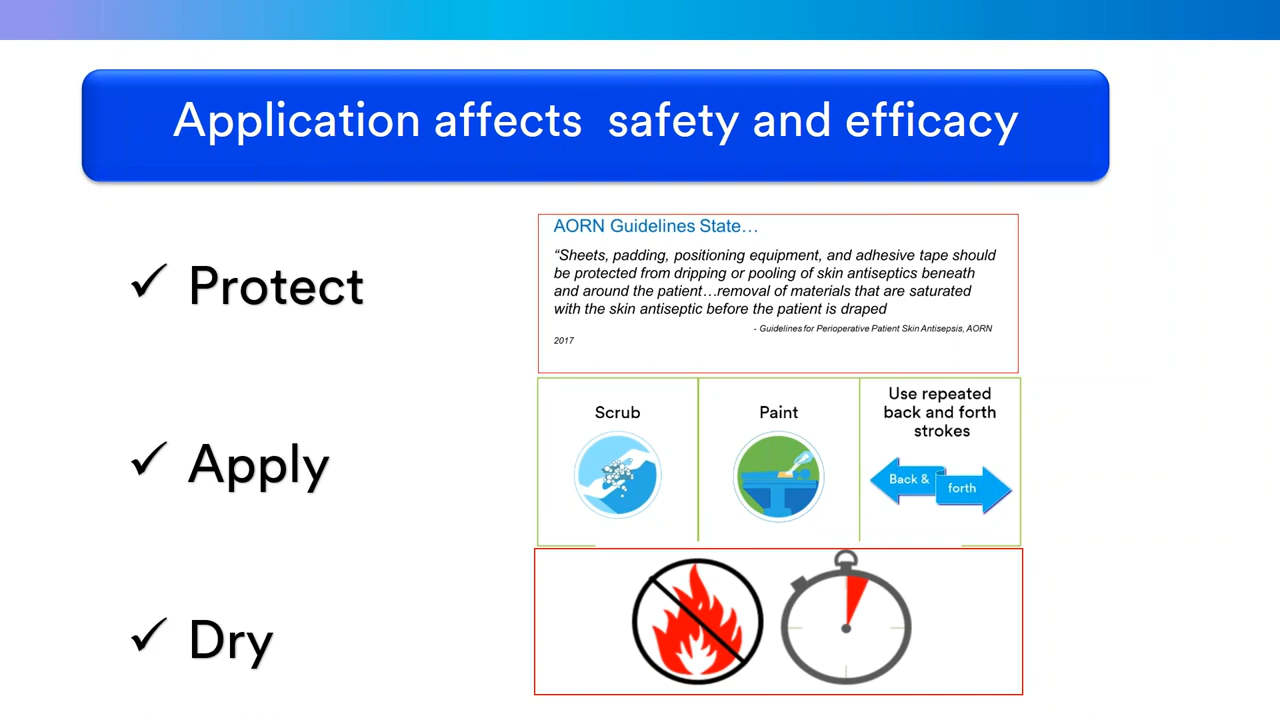 Application affects  safety and efficacy
✓ Protect
AORN Guidelines State…
“Sheets, padding, positioning equipment, and adhesive tape should
be protected from dripping or pooling of skin antiseptics beneath
and around the patient…removal of materials that are saturated
with the skin antiseptic before the patient is draped
- Guidelines for Perioperative Patient Skin Antisepsis, AORN
2017
✓ Apply
Scrub
Paint
Use repeated
back and forth
strokes
Back &
forth
✓ Dry